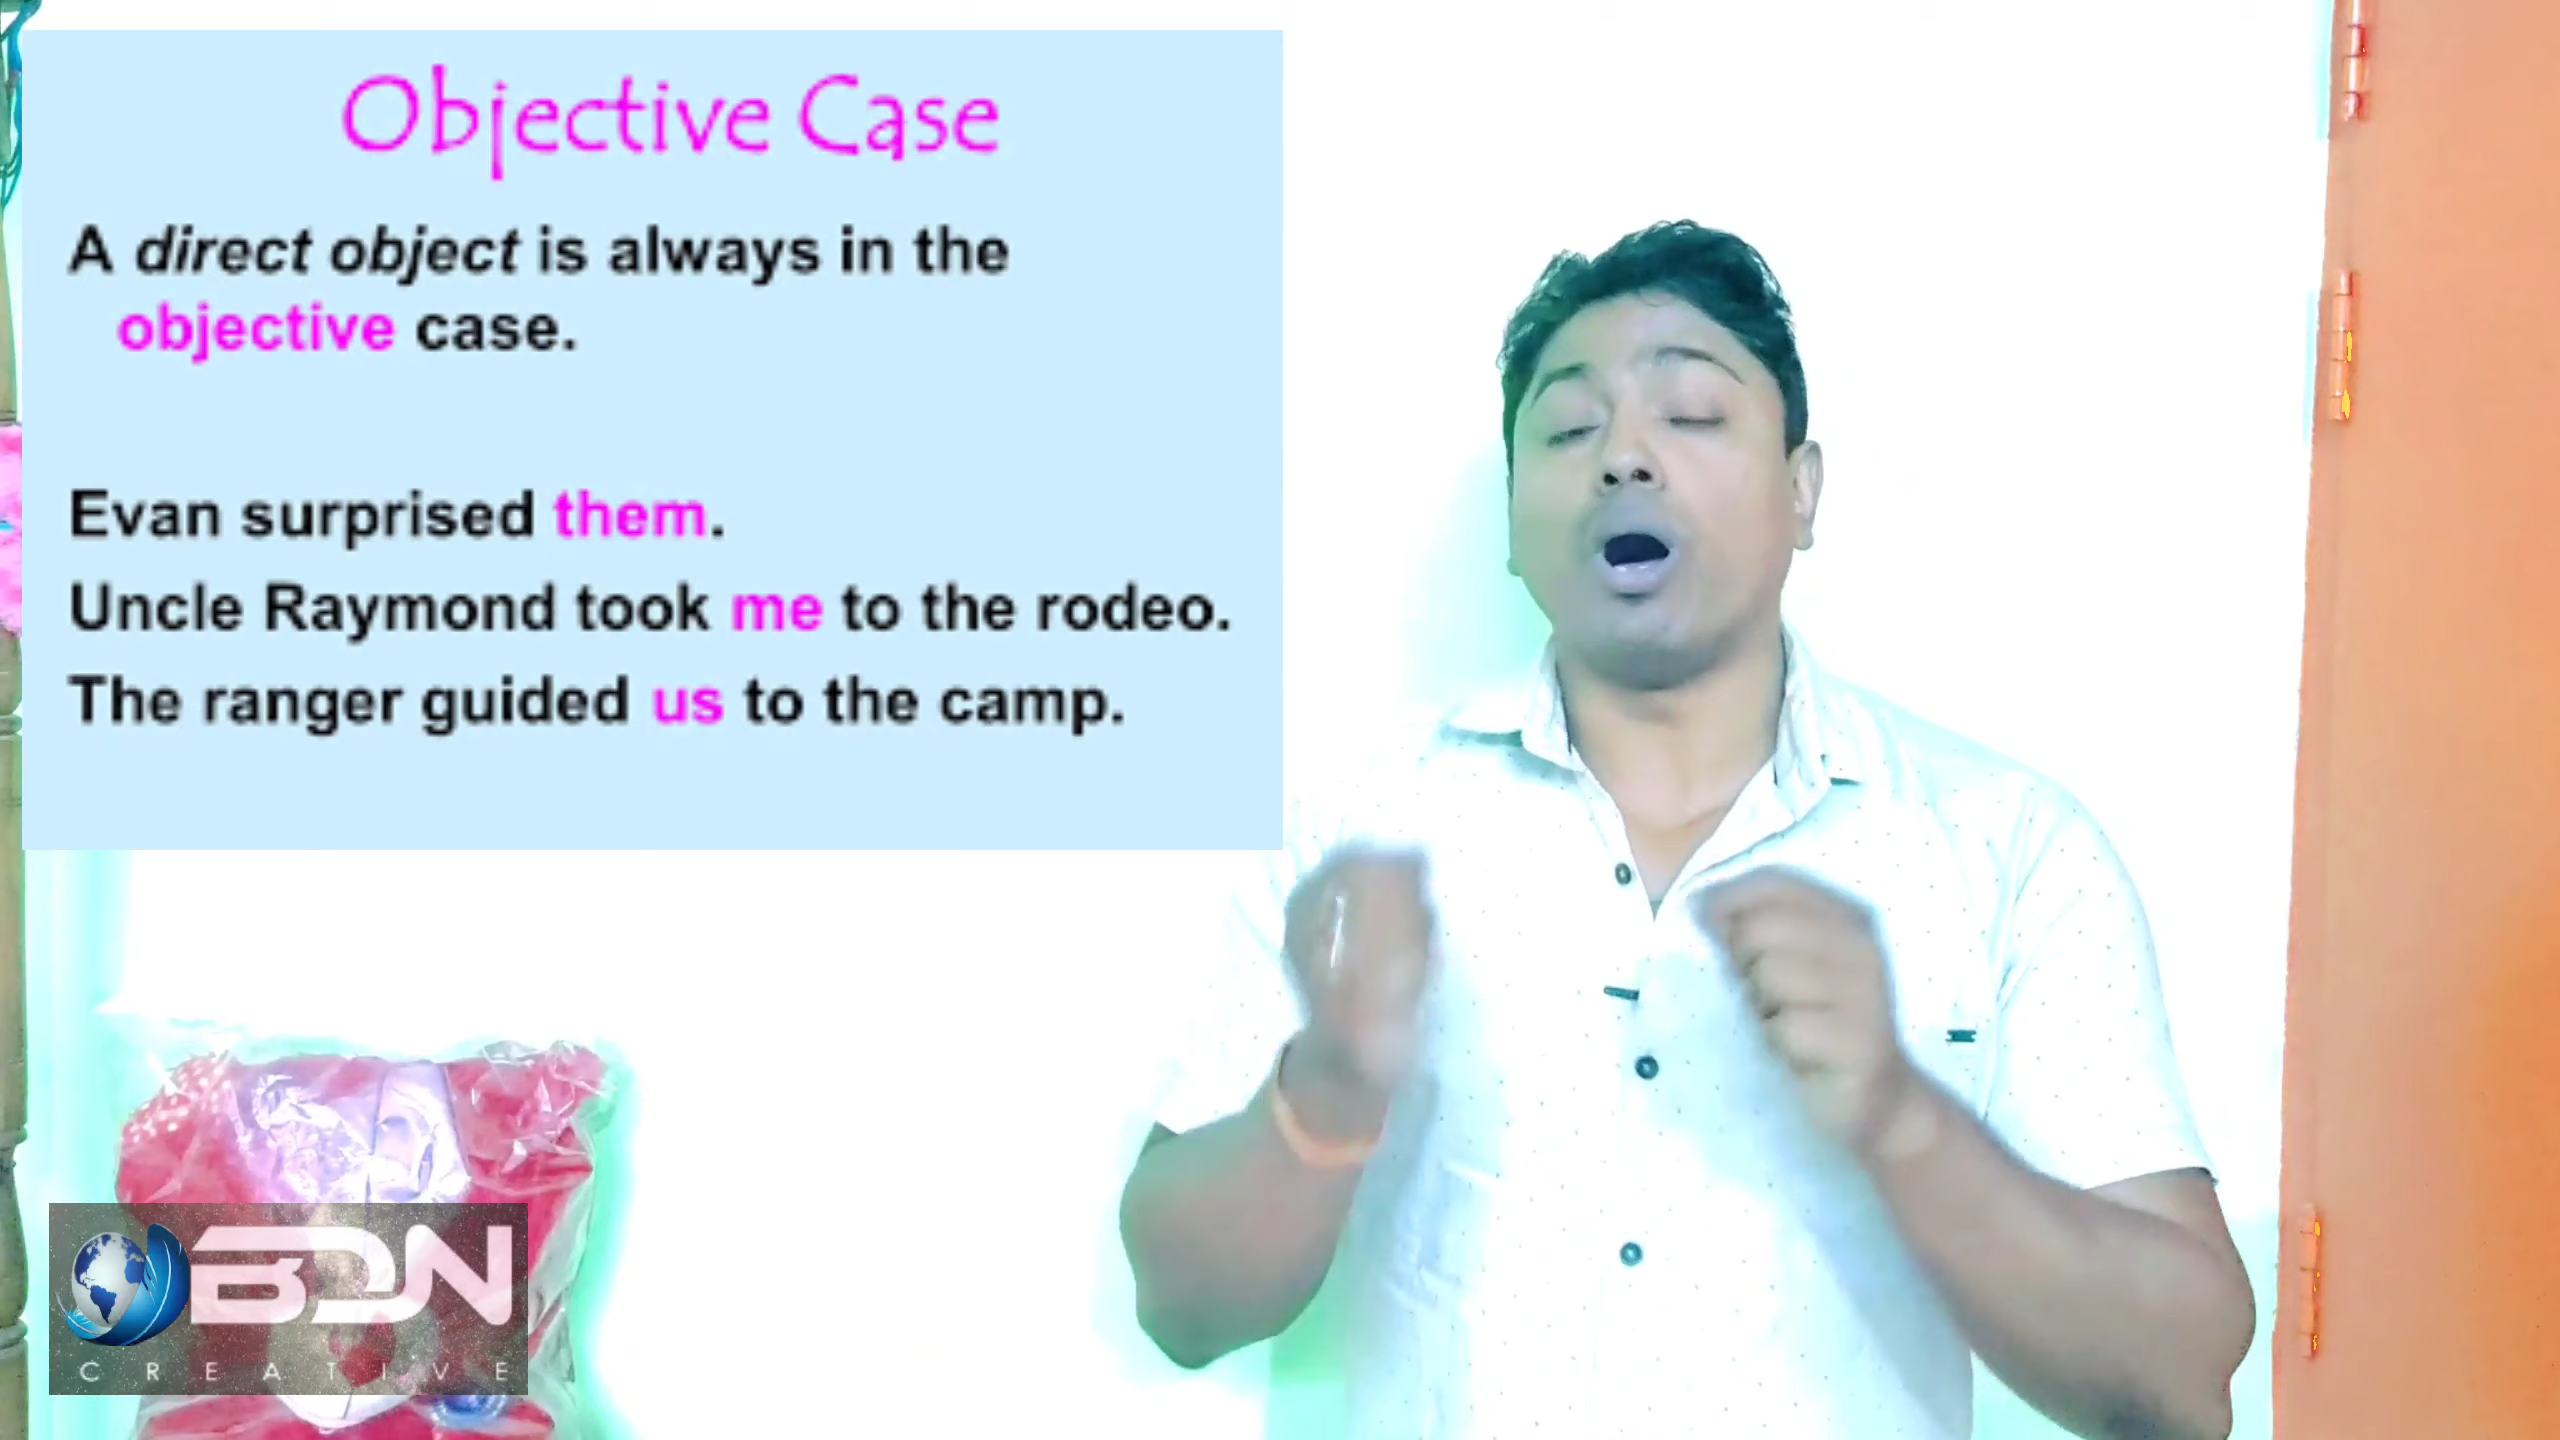 Objective Case
A direct object is always in the
objective case.
Evan surprised them.
Uncle Raymond took me to the rodeo.
The ranger guided us to the camp.
BDN
CREATIVE